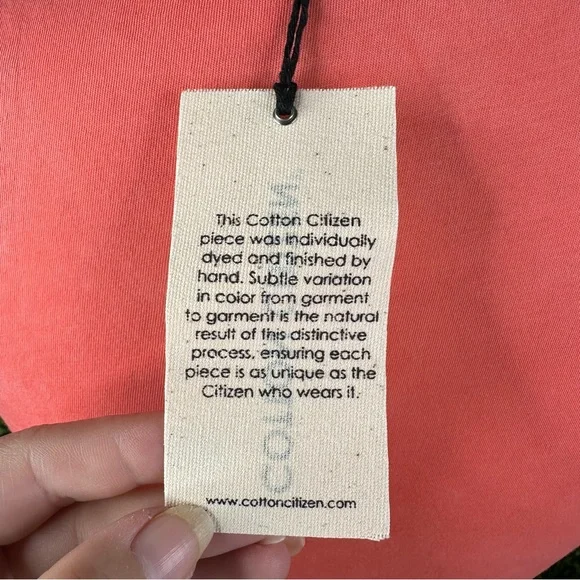 This Cotton Citizen
piece was individually
dyed and finished by
hand. Subtle variation
in color from garment
to garment is the natural
result of this distinctive
process, ensuring each
piece is as unique as the
Citizen who wears it.
www.cottoncitizen.com